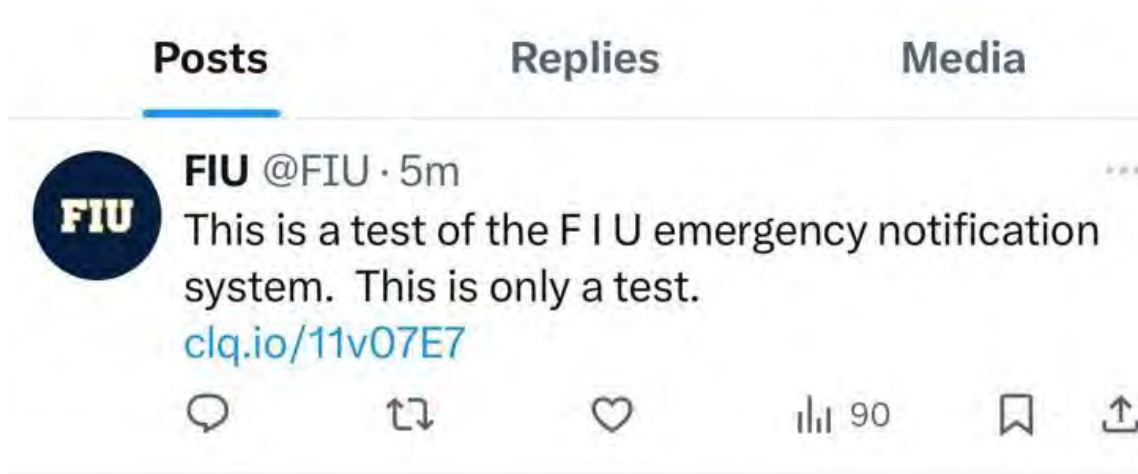 Posts Replies Media
FIU @FIU · 5m
FIU
This is a test of the F I U emergency notification
system.  This is only a test.
clq.io/11v07E7
90